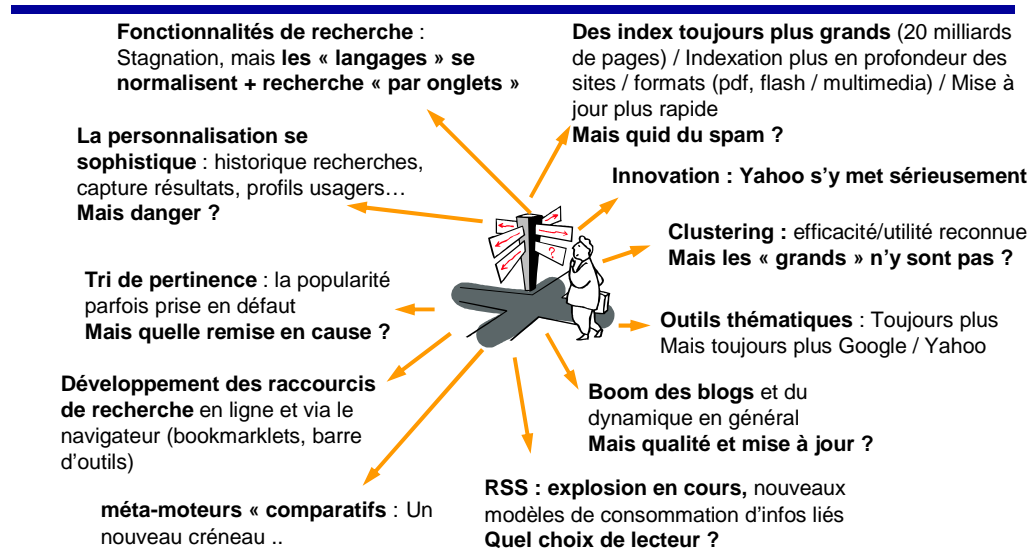 Fonctionnalités de recherche :
Stagnation, mais les « langages » se
normalisent + recherche « par onglets »
Des index toujours plus grands (20 milliards
de pages) / Indexation plus en profondeur des
sites / formats (pdf, flash / multimedia) / Mise à
jour plus rapide
Mais quid du spam ?
La personnalisation se
sophistique : historique recherches,
capture résultats, profils usagers…
Mais danger ?
Innovation : Yahoo s’y met sérieusement
Clustering : efficacité/utilité reconnue
Mais les « grands » n’y sont pas ?
?
Tri de pertinence : la popularité
parfois prise en défaut
Mais quelle remise en cause ?
Outils thématiques : Toujours plus
Mais toujours plus Google / Yahoo
Développement des raccourcis
de recherche en ligne et via le
navigateur (bookmarklets, barre
d’outils)
Boom des blogs et du
dynamique en général
Mais qualité et mise à jour ?
méta-moteurs « comparatifs : Un
nouveau créneau ..
RSS : explosion en cours, nouveaux
modèles de consommation d’infos liés
Quel choix de lecteur ?